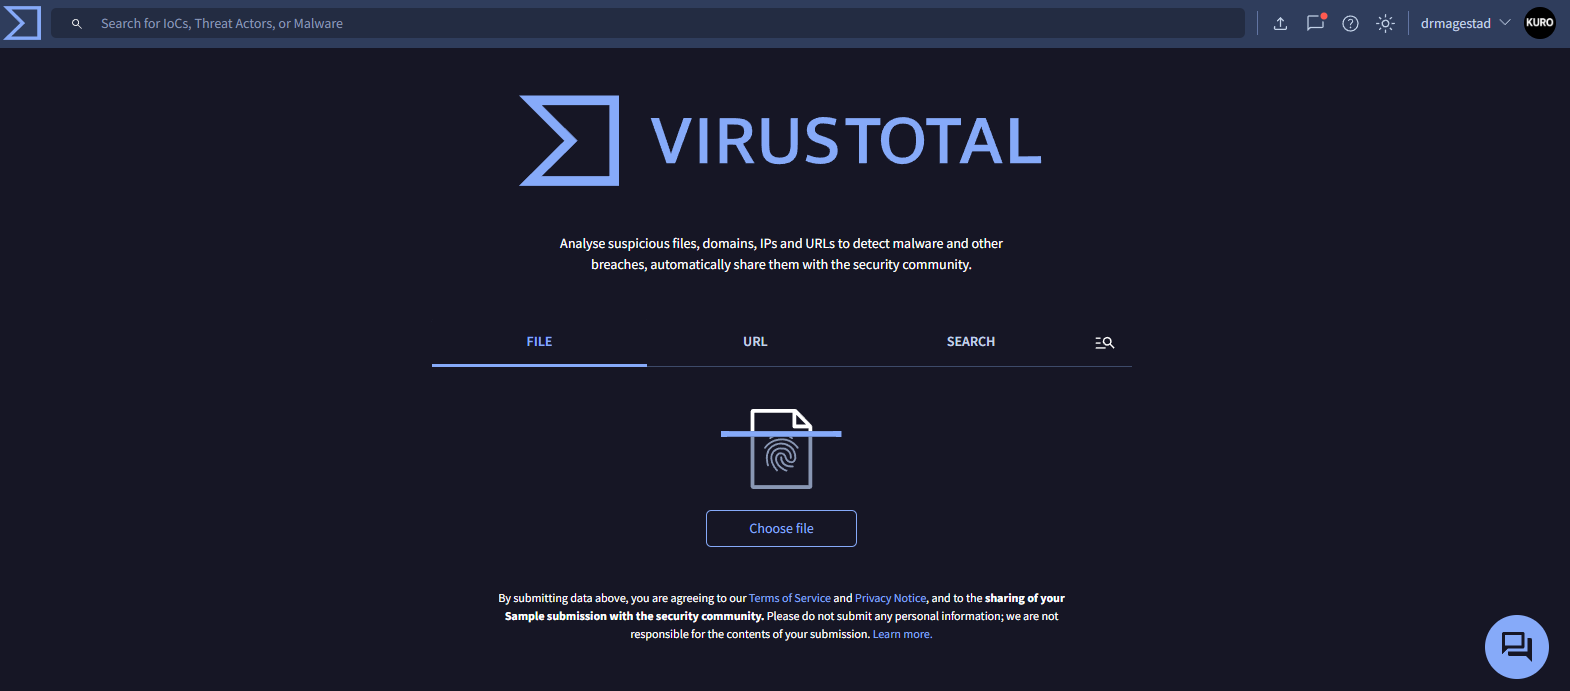 Search for IoCs, Threat Actors, or Malware
drmagestad
KURO
VIRUSTOTAL
Analyse suspicious files, domains, IPs and URLs to detect malware and other
breaches, automatically share them with the security community.
FILE
URL
SEARCH
Choose file
By submitting data above, you are agreeing to our Terms of Service and Privacy Notice, and to the sharing of your
Sample submission with the security community. Please do not submit any personal information; we are not
responsible for the contents of your submission. Learn more.